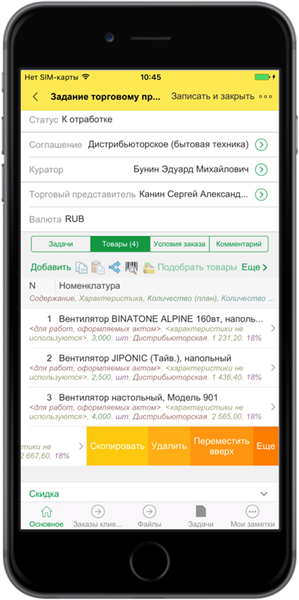 Нет SIM-карты 10:45
Задание торговому пр... Записать и закрыть
Статус К отработке
Соглашение Дистрибьюторское (бытовая техника)
Куратор Бунин Эдуард Михайлович
Торговый представитель Канин Сергей Александ...
Валюта RUB
Задачи Товары (4) Условия заказа Комментарий
Добавить Подобрать товары Еще
N Номенклатура
Содержание, Характеристика, Количество (план), Количество ...
1 Вентилятор BINATONE ALPINE 160вт, наполь...
<для работ, оформляемых актом>, <характеристики не
используются>, 3,000, шт, Дистрибьюторская, 1 231,20, 18%
2 Вентилятор JIPONIC (Тайв.), напольный
<для работ, оформляемых актом>, <характеристики не
используются>, 2,500, шт, Дистрибьюторская, 1 436,40, 18%
3 Вентилятор настольный, Модель 901
<для работ, оформляемых актом>, <характеристики не
используются>, 4,000, шт, Дистрибьюторская, 2 565,00, 18%
тики не
2 667,60, 18%
Скопировать Удалить Переместить вверх Еще
Скидка
Основное Заказы клие... Файлы Задачи Мои заметки